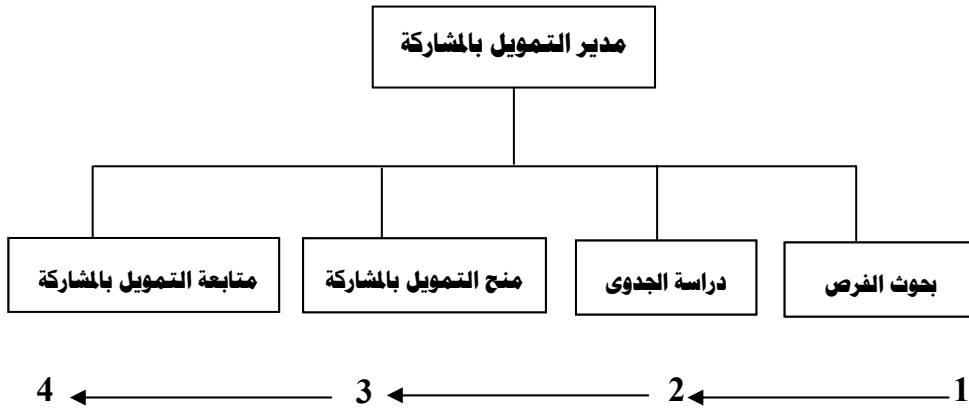 مدير التمويل بالمشاركة
بحوث الفرص
دراسة الجدوى
منح التمويل بالمشاركة
متابعة التمويل بالمشاركة
1
2
3
4